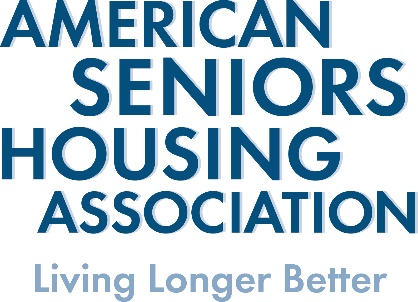 AMERICAN
SENIORS
HOUSING
ASSOCIATION
Living Longer Better